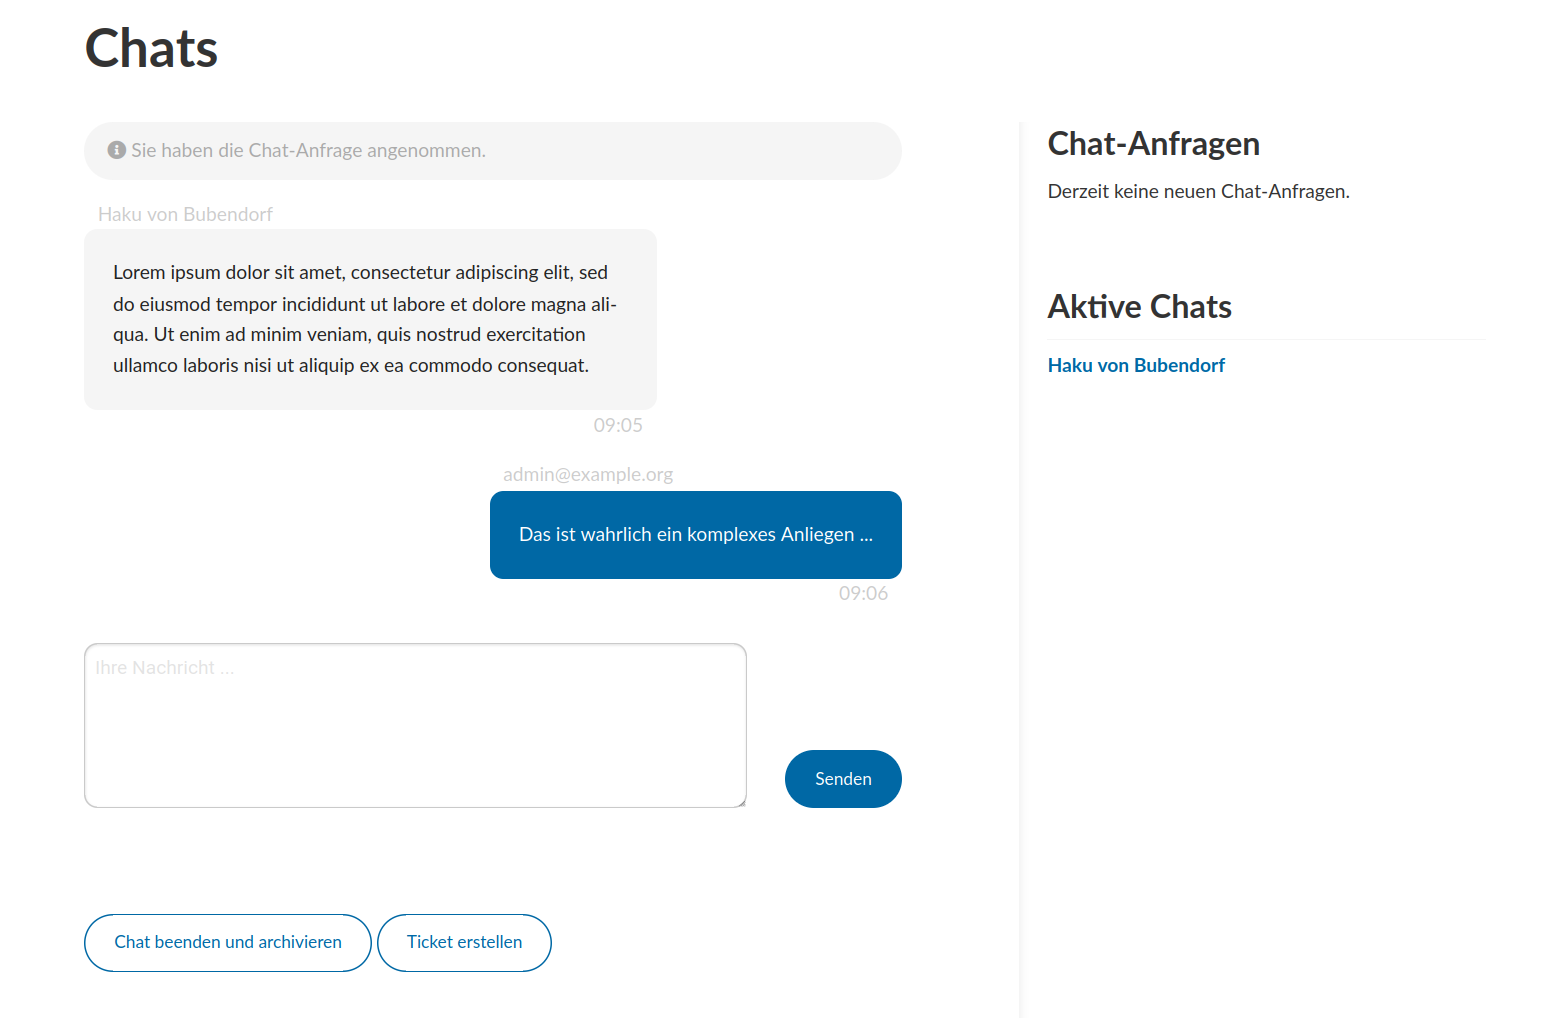 Chats
Sie haben die Chat-Anfrage angenommen.
Haku von Bubendorf
Lorem ipsum dolor sit amet, consectetur adipiscing elit, sed
do eiusmod tempor incididunt ut labore et dolore magna ali-
qua. Ut enim ad minim veniam, quis nostrud exercitation
ullamco laboris nisi ut aliquip ex ea commodo consequat.
09:05
admin@example.org
Das ist wahrlich ein komplexes Anliegen ...
09:06
Ihre Nachricht ...
Senden
Chat beenden und archivieren
Ticket erstellen
Chat-Anfragen
Derzeit keine neuen Chat-Anfragen.
Aktive Chats
Haku von Bubendorf